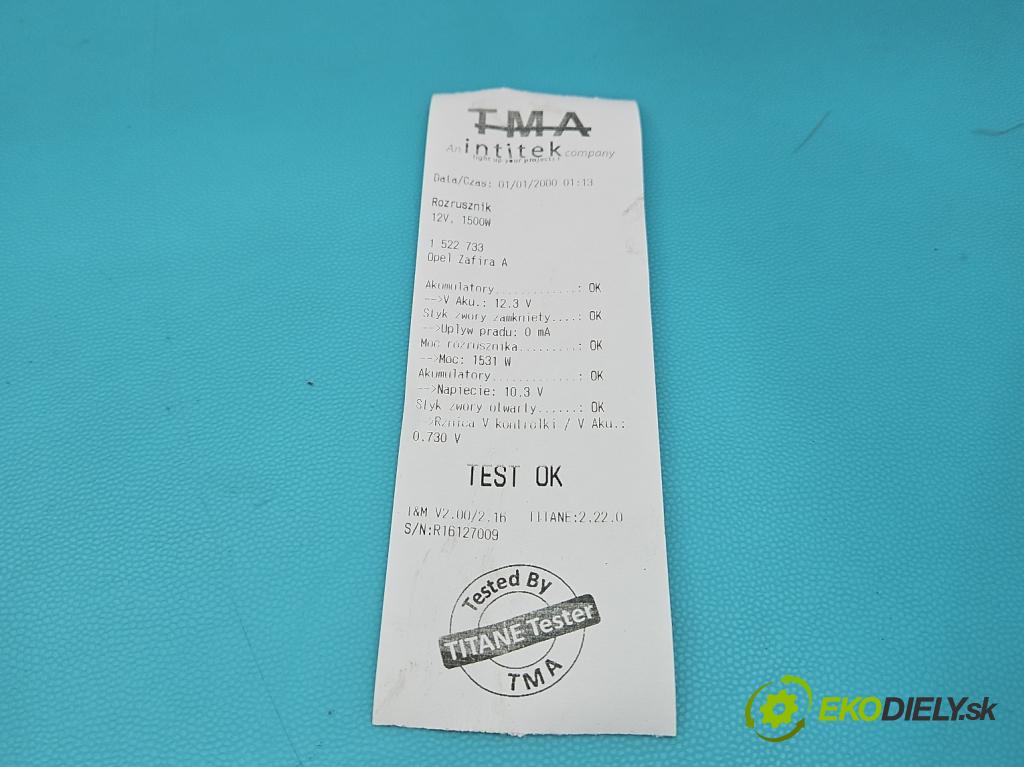 TMA
An intitek company
light up your projects !
Data/Czas: 01/01/2000 01:13
Rozrusznik
12V, 1500W
1 522 733
Opel Zafira A
Akumulatory............: OK
-->V Aku.: 12.3 V
Styk zwory zamkniety....: OK
-->Uplyw pradu: 0 mA
Moc rozrusznika.........: OK
-->Moc: 1531 W
Akumulatory............: OK
-->Napiecie: 10.3 V
Styk zwory otwarty......: OK
-->Rznica V kontrolki / V Aku.:
0.730 V
TEST OK
I&M V2.00/2.16 TITANE:2.22.0
S/N:R16127009
Tested By
TITANE Tester
TMA
EKODIELY.sk